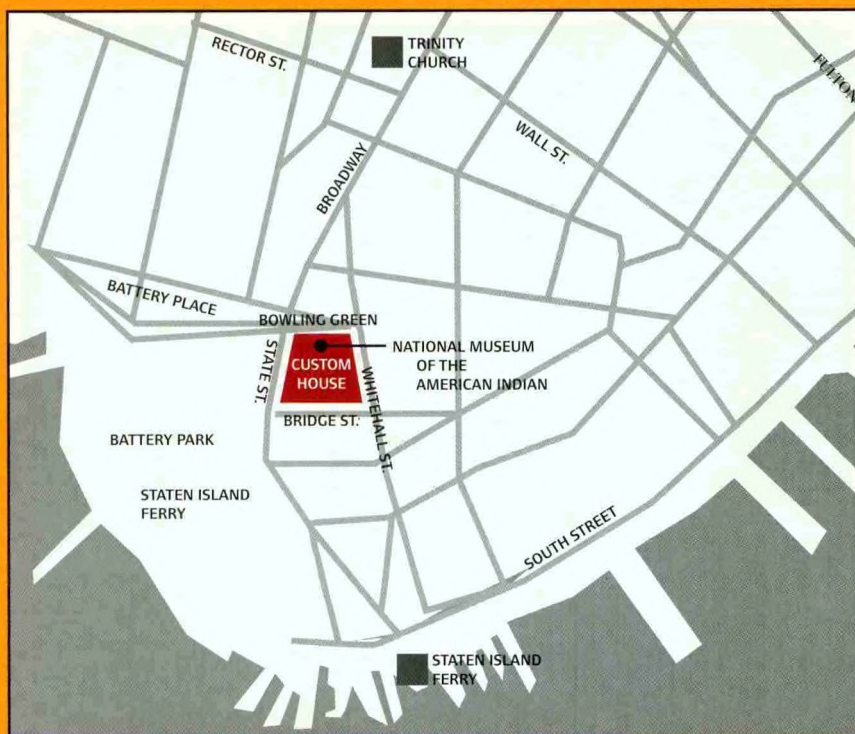 TRINITY
CHURCH
RECTOR ST.
FULTON
WALL ST.
BROADWAY
BATTERY PLACE
BOWLING GREEN
STATE ST.
CUSTOM
HOUSE
NATIONAL MUSEUM
OF THE
AMERICAN INDIAN
WHITEHALL ST.
BRIDGE ST.
BATTERY PARK
STATEN ISLAND
FERRY
SOUTH STREET
STATEN ISLAND
FERRY